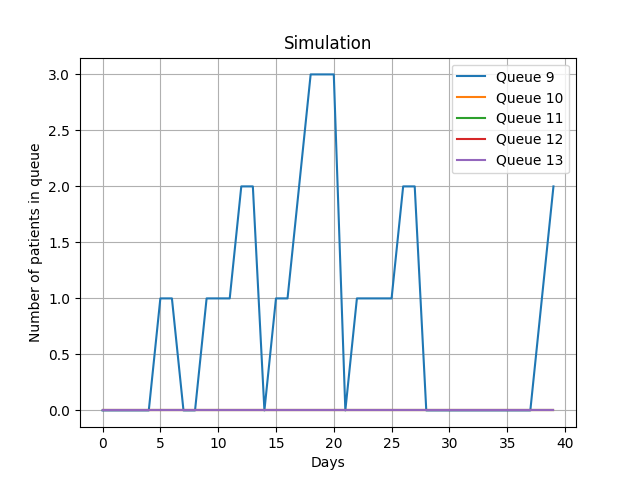 Simulation
Number of patients in queue
3.0
2.5
2.0
1.5
1.0
0.5
0.0
Queue 9
Queue 10
Queue 11
Queue 12
Queue 13
0 5 10 15 20 25 30 35 40
Days